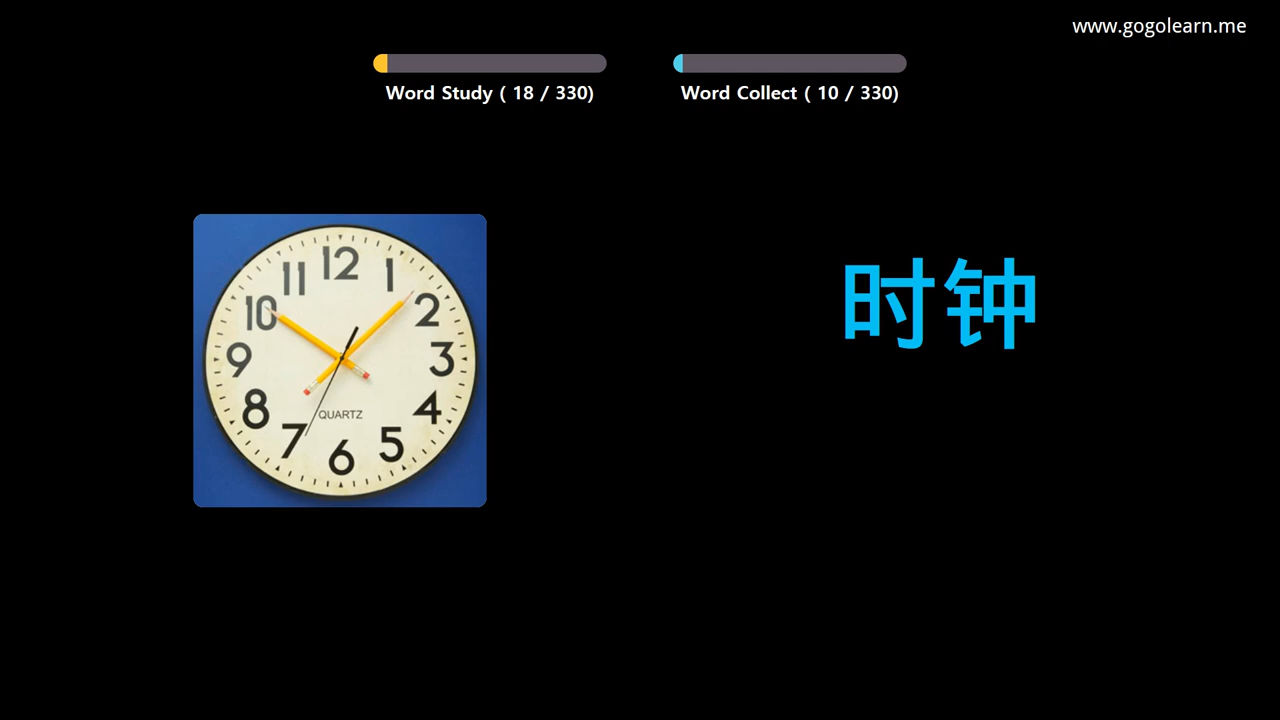 www.gogolearn.me
Word Study ( 18 / 330)
Word Collect ( 10 / 330)
时钟
12
11
1
10
2
9
3
8
4
7
5
6
QUARTZ